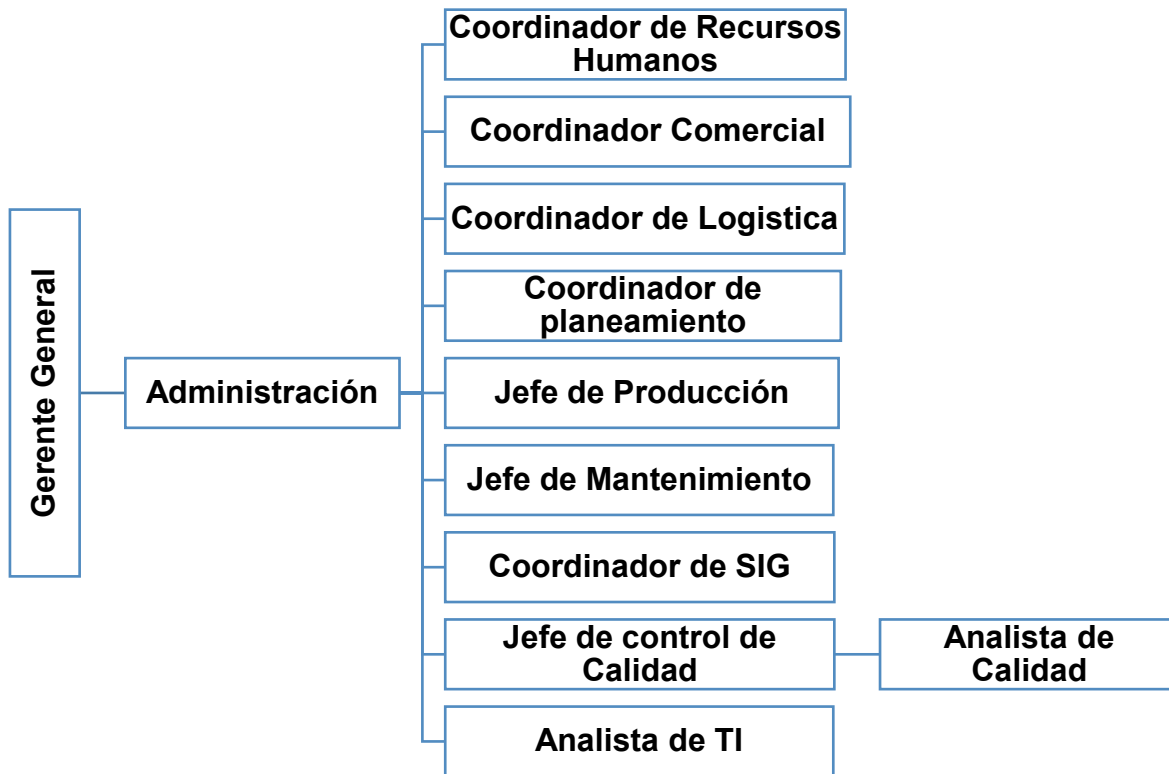 Gerente General
Administración
Coordinador de Recursos
Humanos
Coordinador Comercial
Coordinador de Logistica
Coordinador de
planeamiento
Jefe de Producción
Jefe de Mantenimiento
Coordinador de SIG
Jefe de control de
Calidad
Analista de
Calidad
Analista de TI